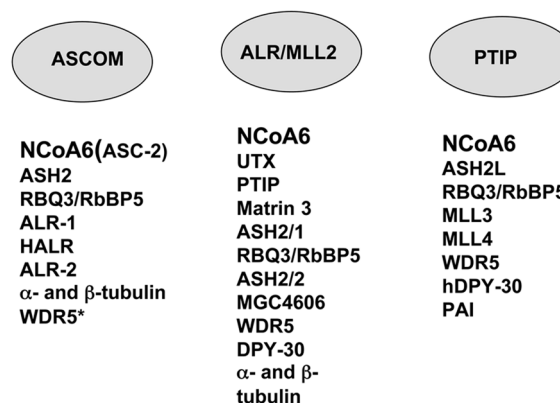 ASCOM
NCoA6(ASC-2)
ASH2
RBQ3/RbBP5
ALR-1
HALR
ALR-2
α- and β-tubulin
WDR5*
ALR/MLL2
NCoA6
UTX
PTIP
Matrin 3
ASH2/1
RBQ3/RbBP5
ASH2/2
MGC4606
WDR5
DPY-30
α- and β-
tubulin
PTIP
NCoA6
ASH2L
RBQ3/RbBP5
MLL3
MLL4
WDR5
hDPY-30
PAI